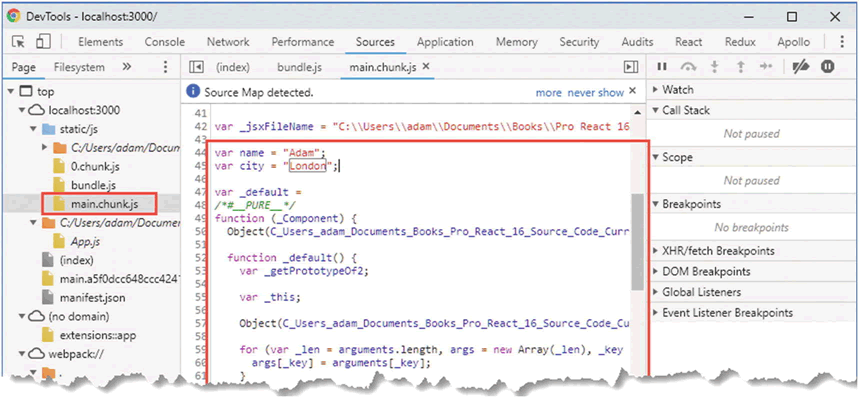 DevTools - localhost:3000/
Elements Console Network Performance Sources Application Memory Security Audits React Redux Apollo
Page Filesystem »
(index) bundle.js main.chunk.js ×
top
localhost:3000
static/js
C:/Users/adam/Docume
0.chunk.js
bundle.js
main.chunk.js
C:/Users/adam/Documen
App.js
(index)
main.a5f0dcc648ccc424
manifest.json
(no domain)
extensions::app
webpack://
.
Source Map detected. more never show ×
41
42 var _jsxFileName = "C:\\Users\\adam\\Documents\\Books\\Pro React 16
43
44 var name = "Adam";
45 var city = "London";
46
47 var _default =
48 /*#__PURE__*/
49 function (_Component) {
50 Object(C_Users_adam_Documents_Books_Pro_React_16_Source_Code_Curr
51
52 function _default() {
53 var _getPrototypeOf2;
54
55 var _this;
56
57 Object(C_Users_adam_Documents_Books_Pro_React_16_Source_Code_Cu
58
59 for (var _len = arguments.length, args = new Array(_len), _key
60 args[_key] = arguments[_key];
61 }
Watch
Call Stack
Not paused
Scope
Not paused
Breakpoints
No breakpoints
XHR/fetch Breakpoints
DOM Breakpoints
Global Listeners
Event Listener Breakpoints